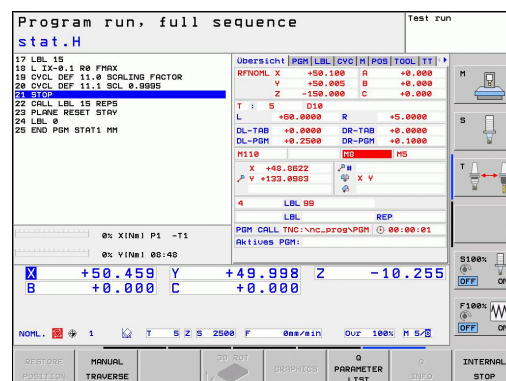 Program run, full sequence
Test run
stat.H
17 LBL 15
18 L IX-0.1 R0 FMAX
19 CYCL DEF 11.0 SCALING FACTOR
20 CYCL DEF 11.1 SCL 0.9995
21 STOP
22 CALL LBL 15 REP5
23 PLANE RESET STAY
24 LBL 0
25 END PGM STAT1 MM
Übersicht PGM LBL CYC M POS TOOL TT
RFNOML X +50.100 A +0.000
Y +50.005 B +0.000
Z -150.000 C +0.000
T : 5 D10
L +60.0000 R +5.0000
DL-TAB +0.0000 DR-TAB +0.0000
DL-PGM +0.2500 DR-PGM +0.1000
M110 M8 M5
X +48.8622
Y +133.0983 X Y
4 LBL 99
LBL REP
PGM CALL TNC:\nc_prog\PGM 00:00:01
Aktives PGM:
0% X[Nm] P1 -T1
0% Y[Nm] 08:48
X +50.459 Y +49.998 Z -10.255
B +0.000 C +0.000
NOML. 1 T 5 Z S 2500 F 0mm/min Ovr 100% M 5/8
M
S
T
S100%
OFF ON
F100%
OFF ON
RESTORE POSITION
MANUAL TRAVERSE
3D ROT
GRAPHICS
Q PARAMETER LIST
Q INFO
INTERNAL STOP